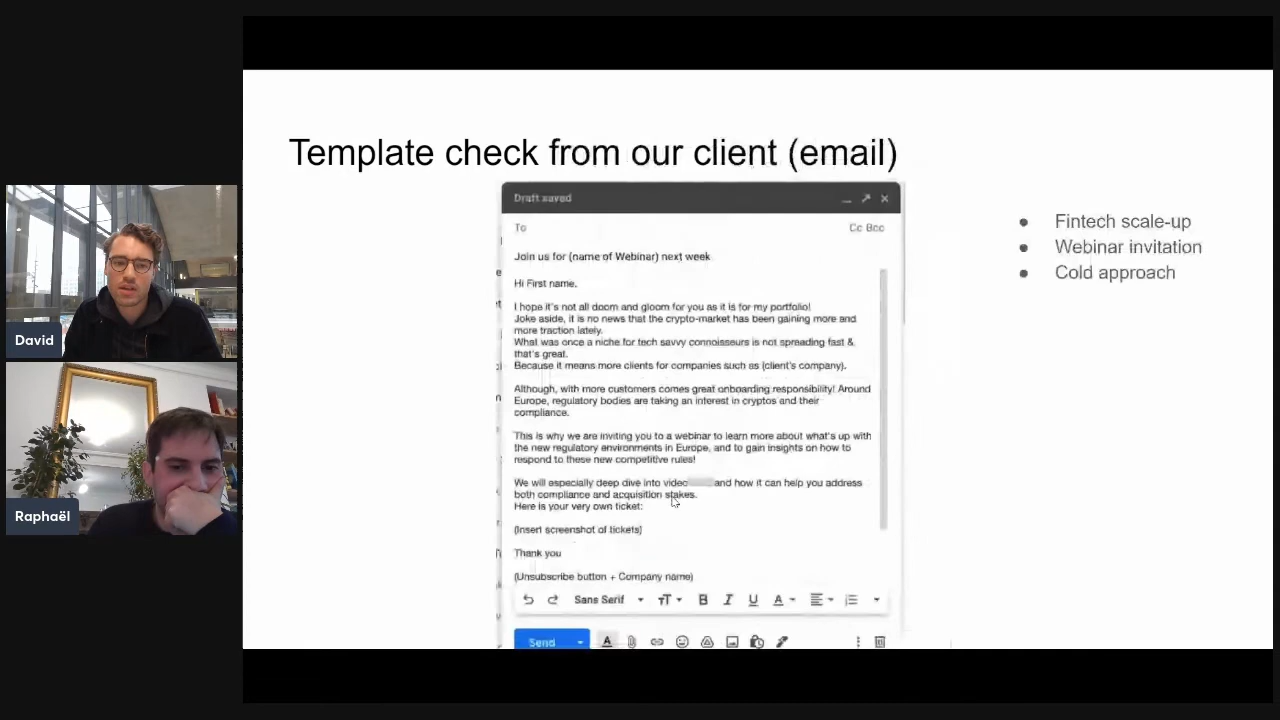 Template check from our client (email)
Draft saved
To
Cc Bcc
Join us for (name of Webinar) next week
Hi First name,
I hope it's not all doom and gloom for you as it is for my portfolio!
Joke aside, it is no news that the crypto-market has been gaining more and
more traction lately.
What was once a niche for tech savvy connoisseurs is not spreading fast &
that's great.
Because it means more clients for companies such as (client's company).
Although, with more customers comes great onboarding responsibility! Around
Europe, regulatory bodies are taking an interest in cryptos and their
compliance.
This is why we are inviting you to a webinar to learn more about what's up with
the new regulatory environments in Europe, and to gain insights on how to
respond to these new competitive rules!
We will especially deep dive into video and how it can help you address
both compliance and acquisition stakes.
Here is your very own ticket:
(Insert screenshot of tickets)
Thank you
(Unsubscribe button + Company name)
Sans Serif
Send
Fintech scale-up
Webinar invitation
Cold approach
David
Raphaël